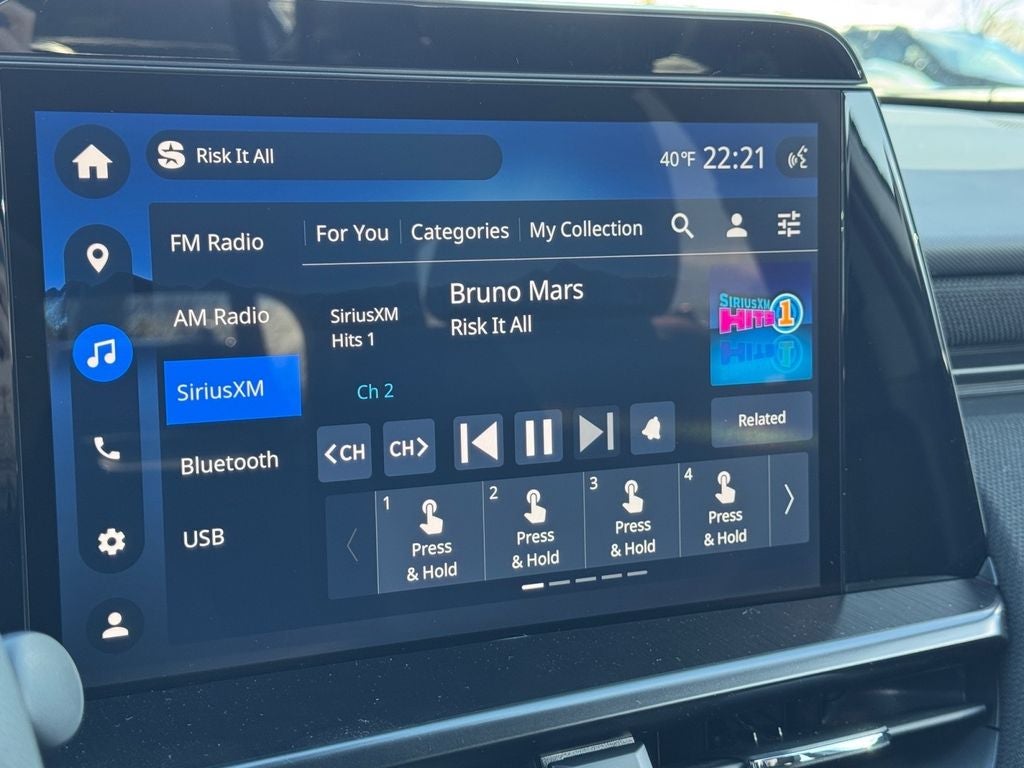 Risk It All
40°F 22:21
FM Radio
For You
Categories
My Collection
AM Radio
SiriusXM
Bluetooth
USB
SiriusXM
Hits 1
Bruno Mars
Risk It All
Ch 2
SIRIUSXM
HITS 1
<CH
CH>
Related
1
Press
& Hold
2
Press
& Hold
3
Press
& Hold
4
Press
& Hold